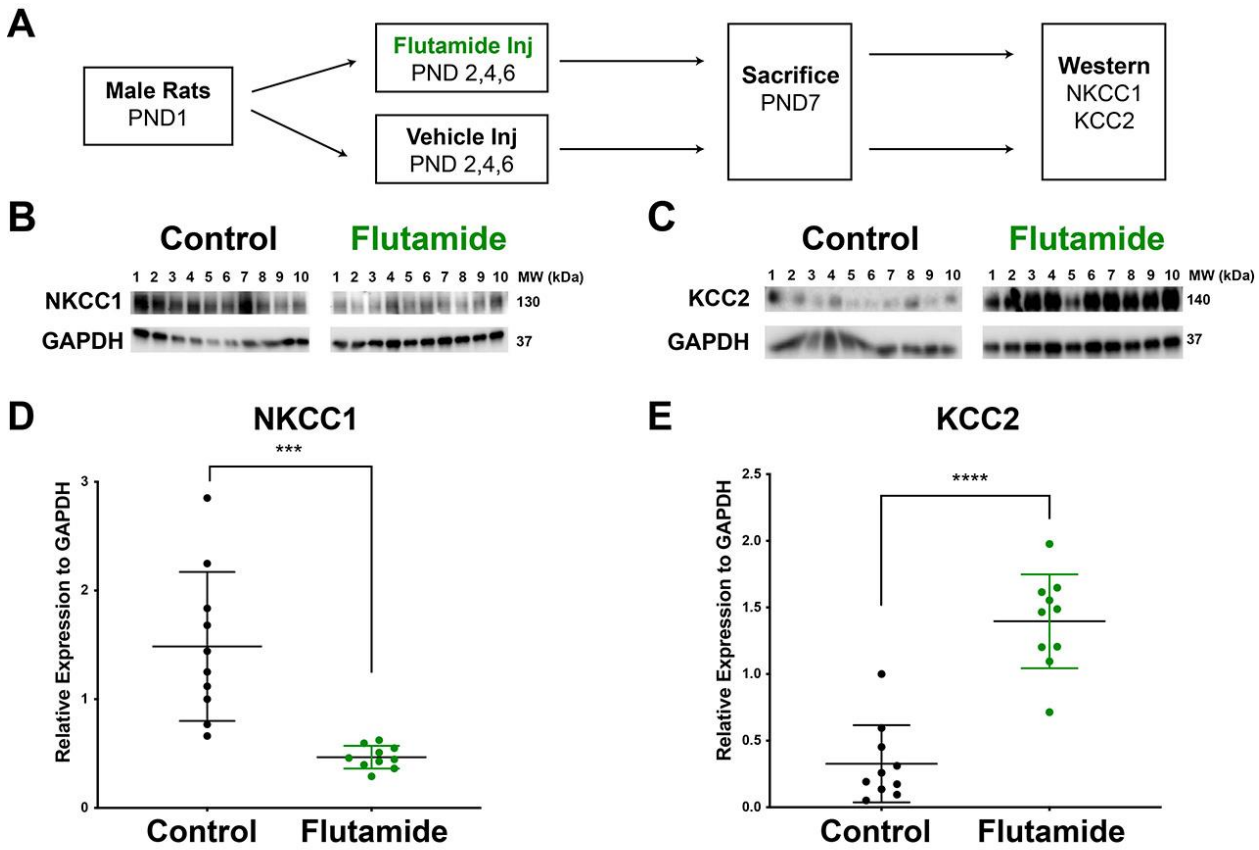 A
Male Rats
PND1
Flutamide Inj
PND 2,4,6
Vehicle Inj
PND 2,4,6
Sacrifice
PND7
Western
NKCC1
KCC2
B
Control
Flutamide
1 2 3 4 5 6 7 8 9 10
1 2 3 4 5 6 7 8 9 10
MW (kDa)
NKCC1
130
GAPDH
37
C
Control
Flutamide
1 2 3 4 5 6 7 8 9 10
1 2 3 4 5 6 7 8 9 10
MW (kDa)
KCC2
140
GAPDH
37
D
NKCC1
***
Relative Expression to GAPDH
3
2
1
0
Control
Flutamide
E
KCC2
****
Relative Expression to GAPDH
2.5
2.0
1.5
1.0
0.5
0.0
Control
Flutamide